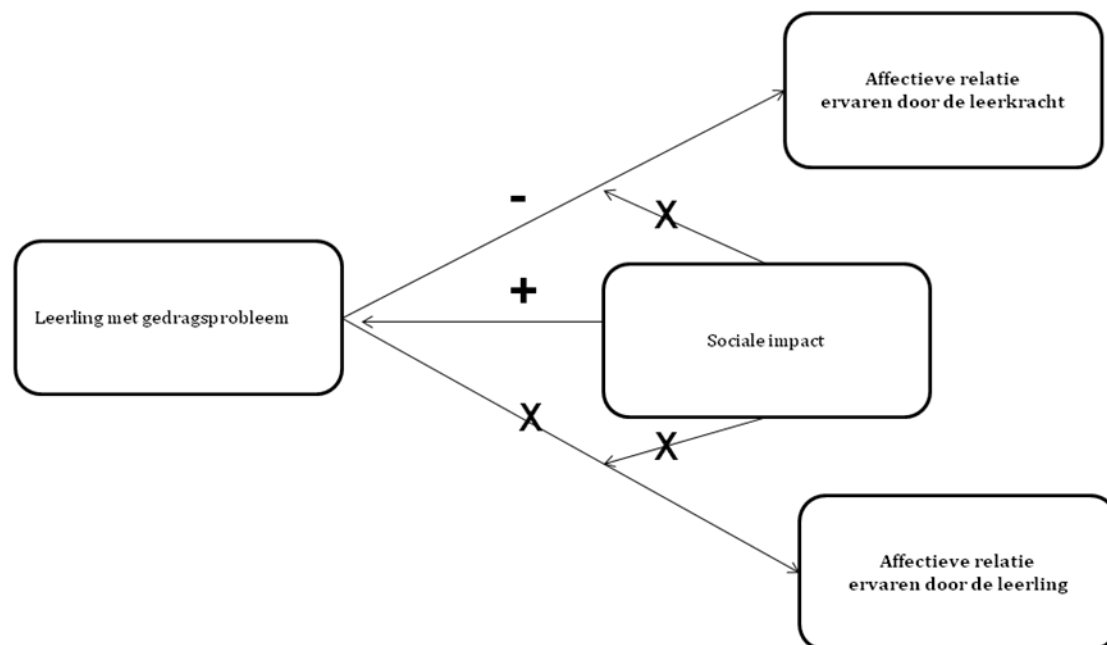 Affectieve relatie
ervaren door de leerkracht
-
X
+
Leerling met gedragsprobleem
Sociale impact
X
X
Affectieve relatie
ervaren door de leerling